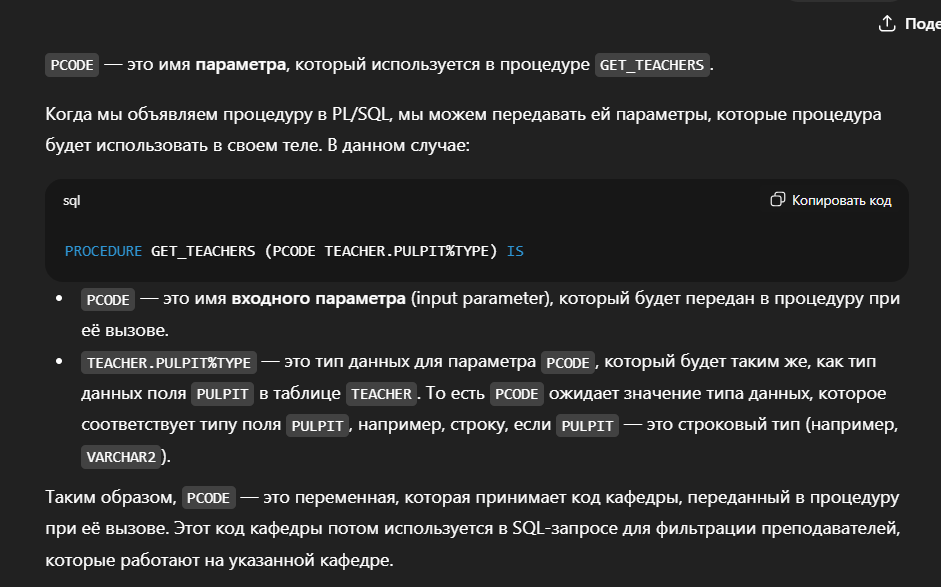 Поде
PCODE — это имя параметра, который используется в процедуре GET_TEACHERS.
Когда мы объявляем процедуру в PL/SQL, мы можем передавать ей параметры, которые процедура
будет использовать в своем теле. В данном случае:
sql
Копировать код
PROCEDURE GET_TEACHERS (PCODE TEACHER.PULPIT%TYPE) IS
• PCODE — это имя входного параметра (input parameter), который будет передан в процедуру при
её вызове.
• TEACHER.PULPIT%TYPE — это тип данных для параметра PCODE, который будет таким же, как тип
данных поля PULPIT в таблице TEACHER. То есть PCODE ожидает значение типа данных, которое
соответствует типу поля PULPIT, например, строку, если PULPIT — это строковый тип (например,
VARCHAR2).
Таким образом, PCODE — это переменная, которая принимает код кафедры, переданный в процедуру
при её вызове. Этот код кафедры потом используется в SQL-запросе для фильтрации преподавателей,
которые работают на указанной кафедре.